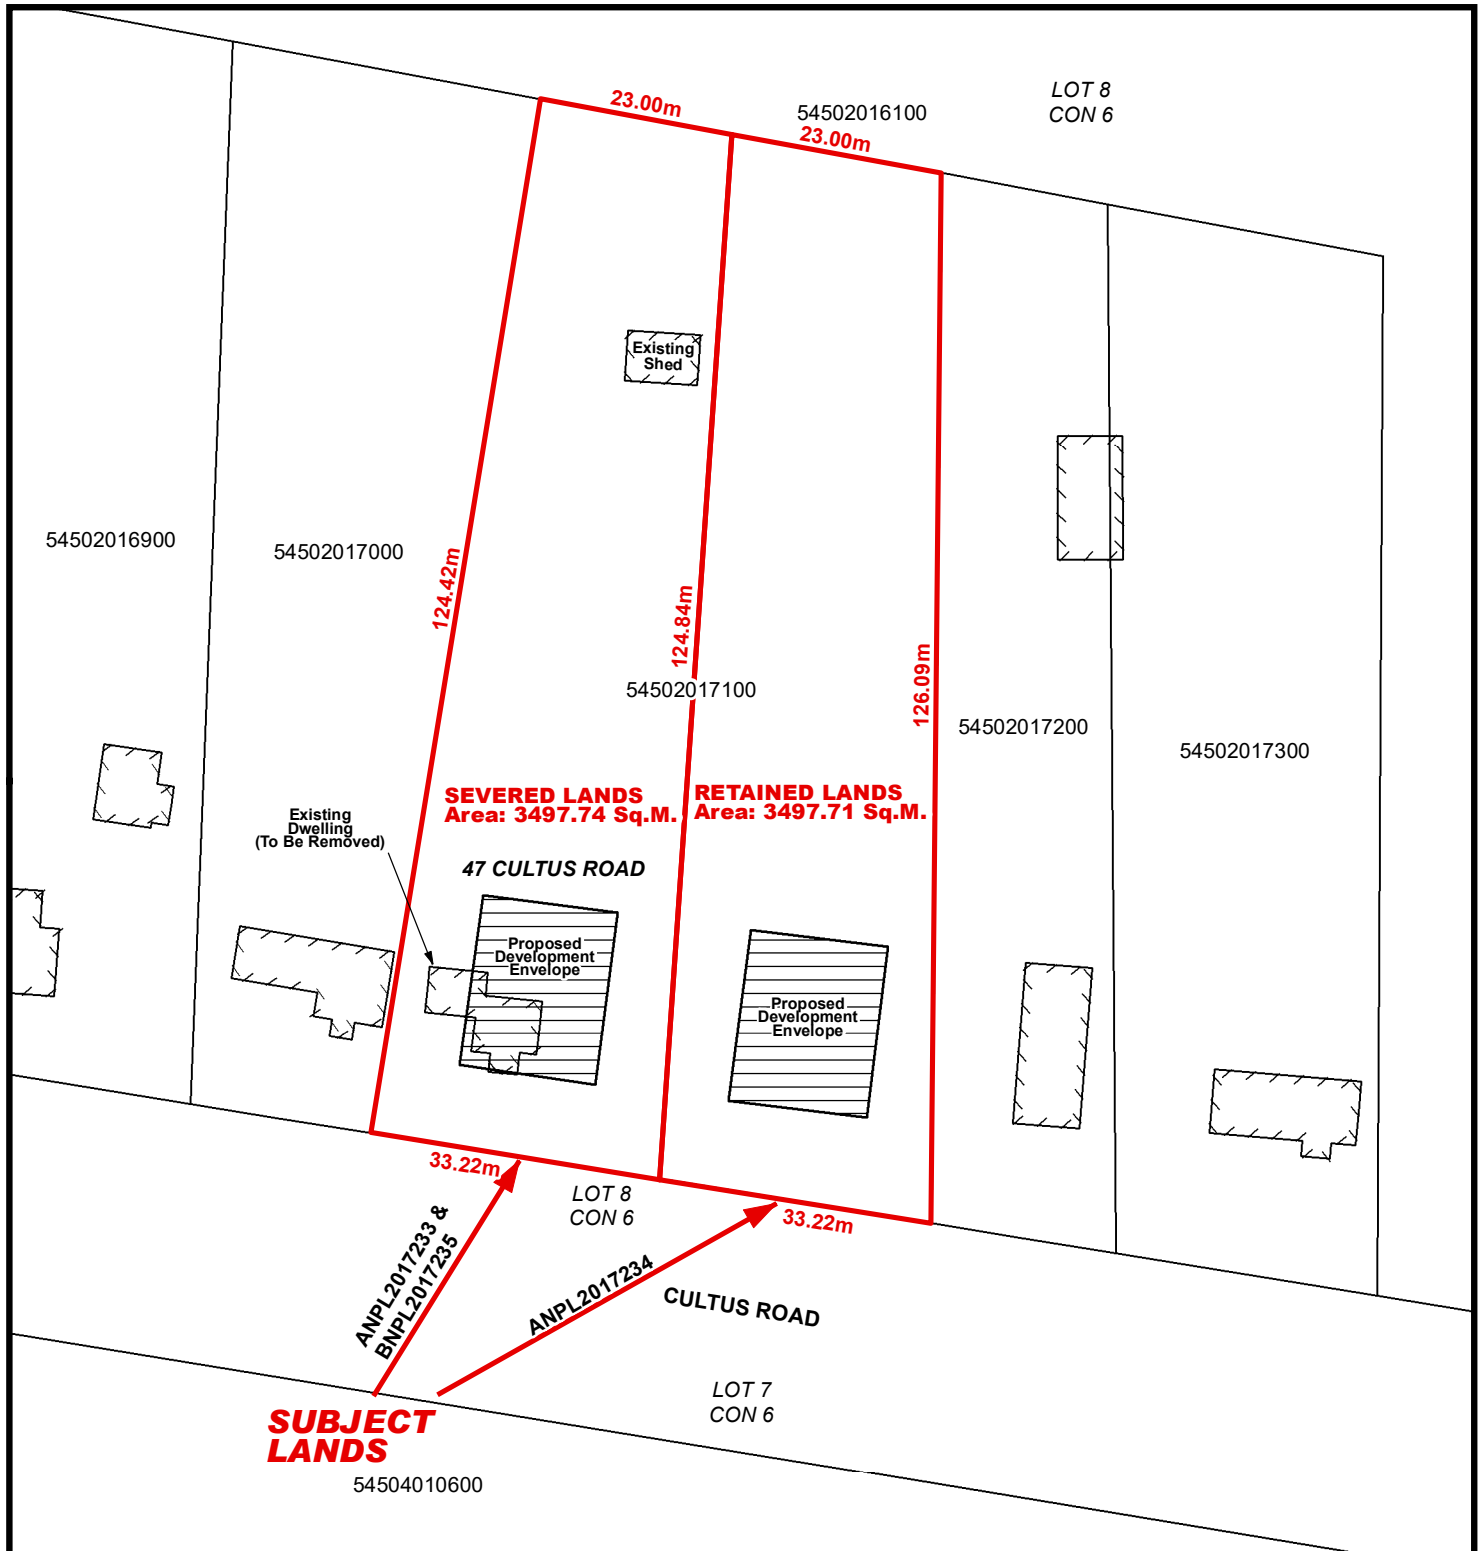 LOT 8
CON 6
23.00m
54502016100
23.00m
Existing
Shed
54502016900
54502017000
124.42m
124.84m
54502017100
126.09m
54502017200
54502017300
SEVERED LANDS
Area: 3497.74 Sq.M.
RETAINED LANDS
Area: 3497.71 Sq.M.
Existing
Dwelling
(To Be Removed)
47 CULTUS ROAD
Proposed
Development
Envelope
Proposed
Development
Envelope
33.22m
LOT 8
CON 6
33.22m
ANPL2017233 &
BNPL2017235
ANPL2017234
CULTUS ROAD
LOT 7
CON 6
SUBJECT
LANDS
54504010600